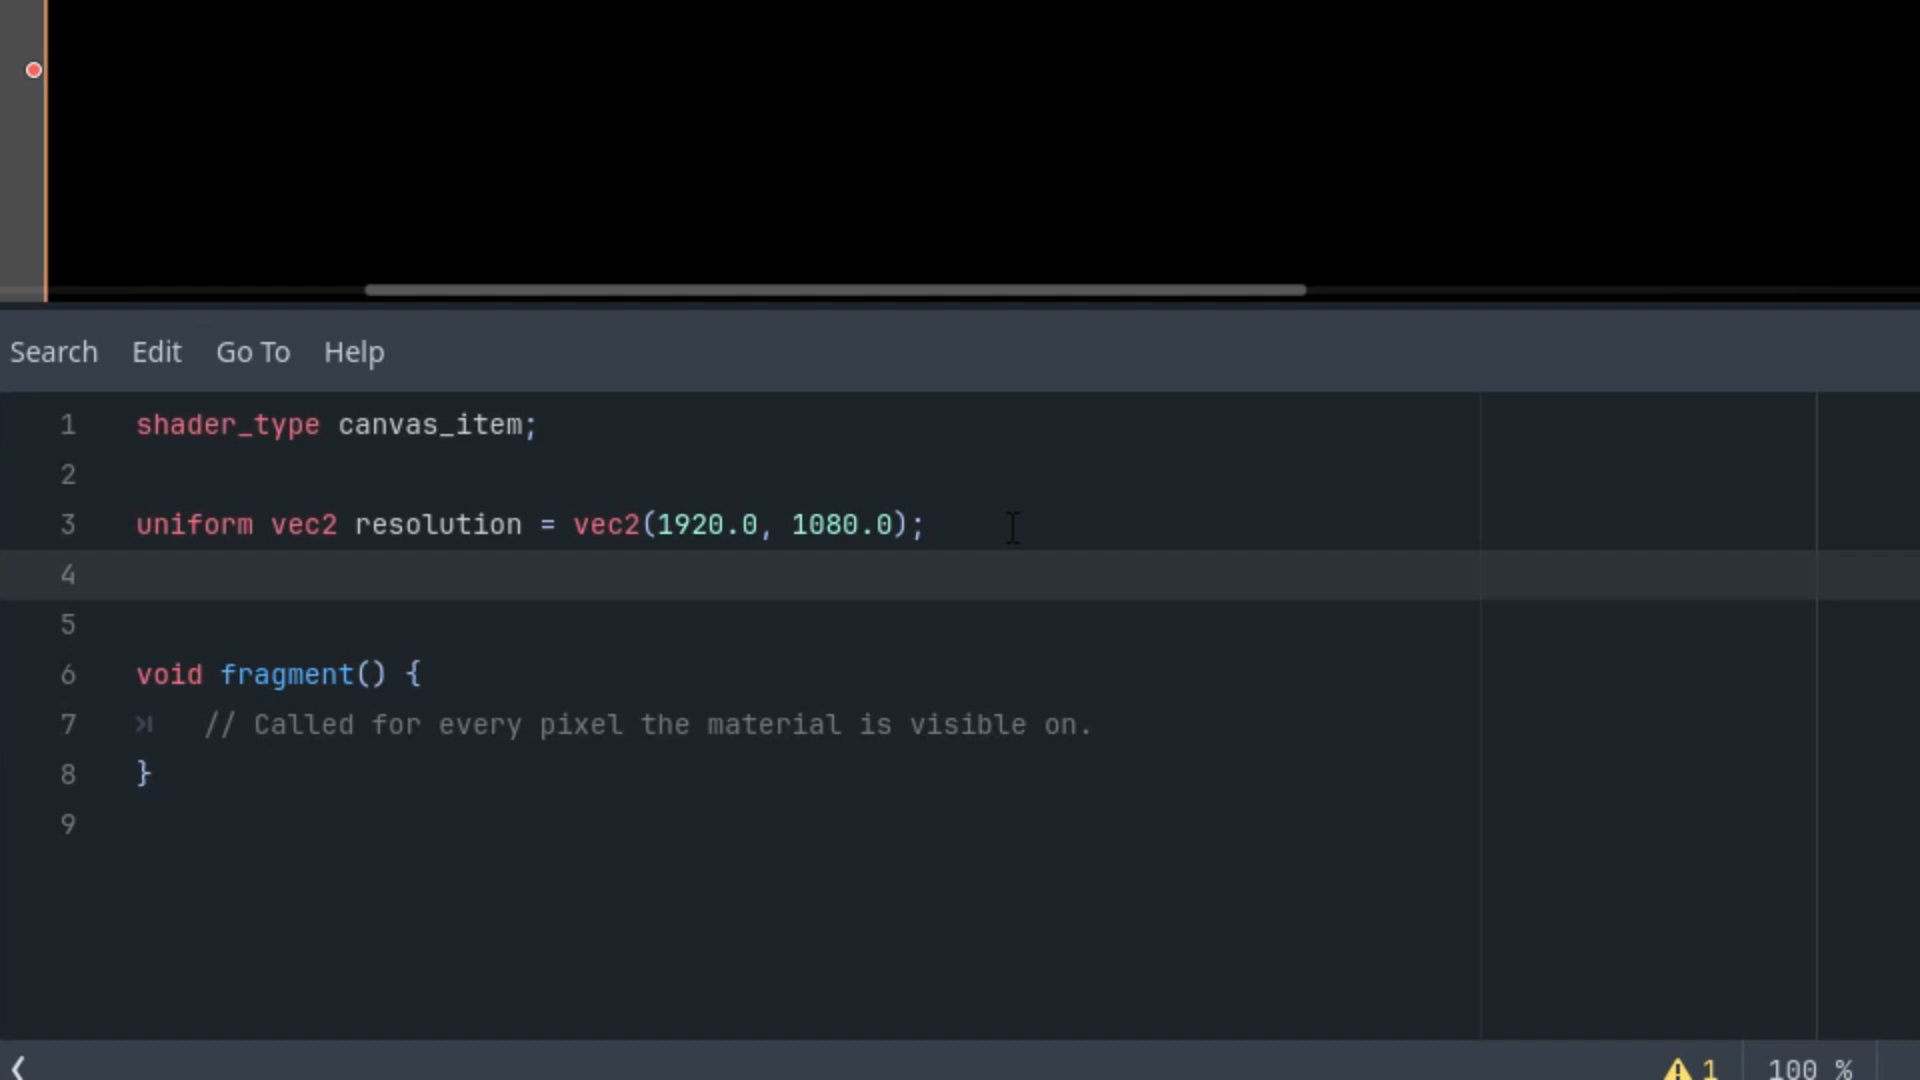 Search Edit Go To Help
1 shader_type canvas_item;
2
3 uniform vec2 resolution = vec2(1920.0, 1080.0);
4
5
6 void fragment() {
7 // Called for every pixel the material is visible on.
8 }
9
1 100 %